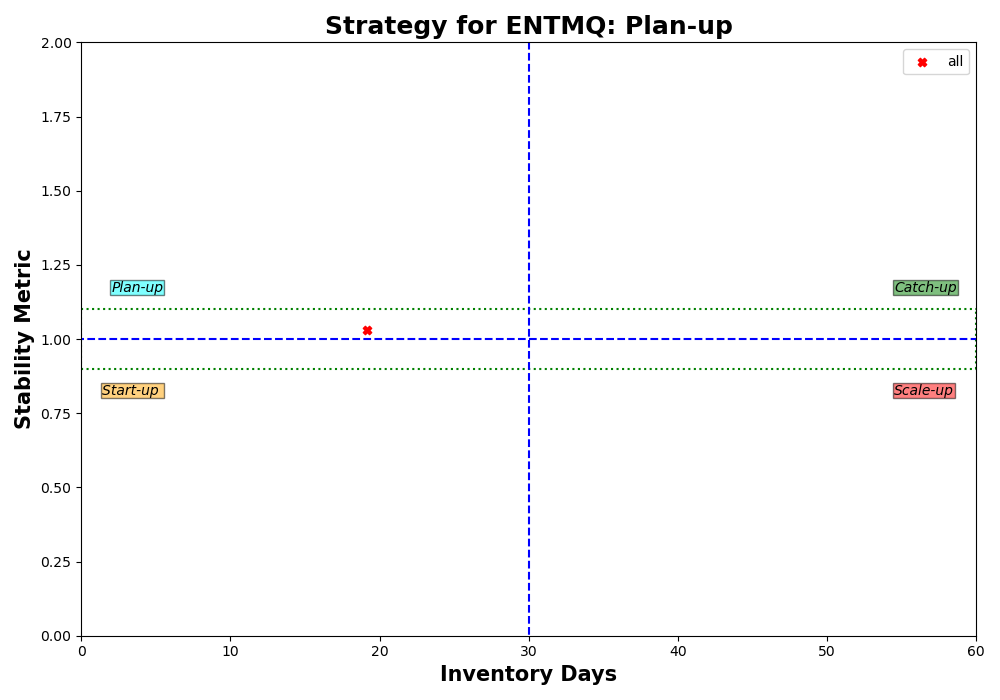 Strategy for ENTMQ: Plan-up
all
2.00
1.75
1.50
1.25
1.00
0.75
0.50
0.25
0.00
Stability Metric
Plan-up
Catch-up
Start-up
Scale-up
0 10 20 30 40 50 60
Inventory Days